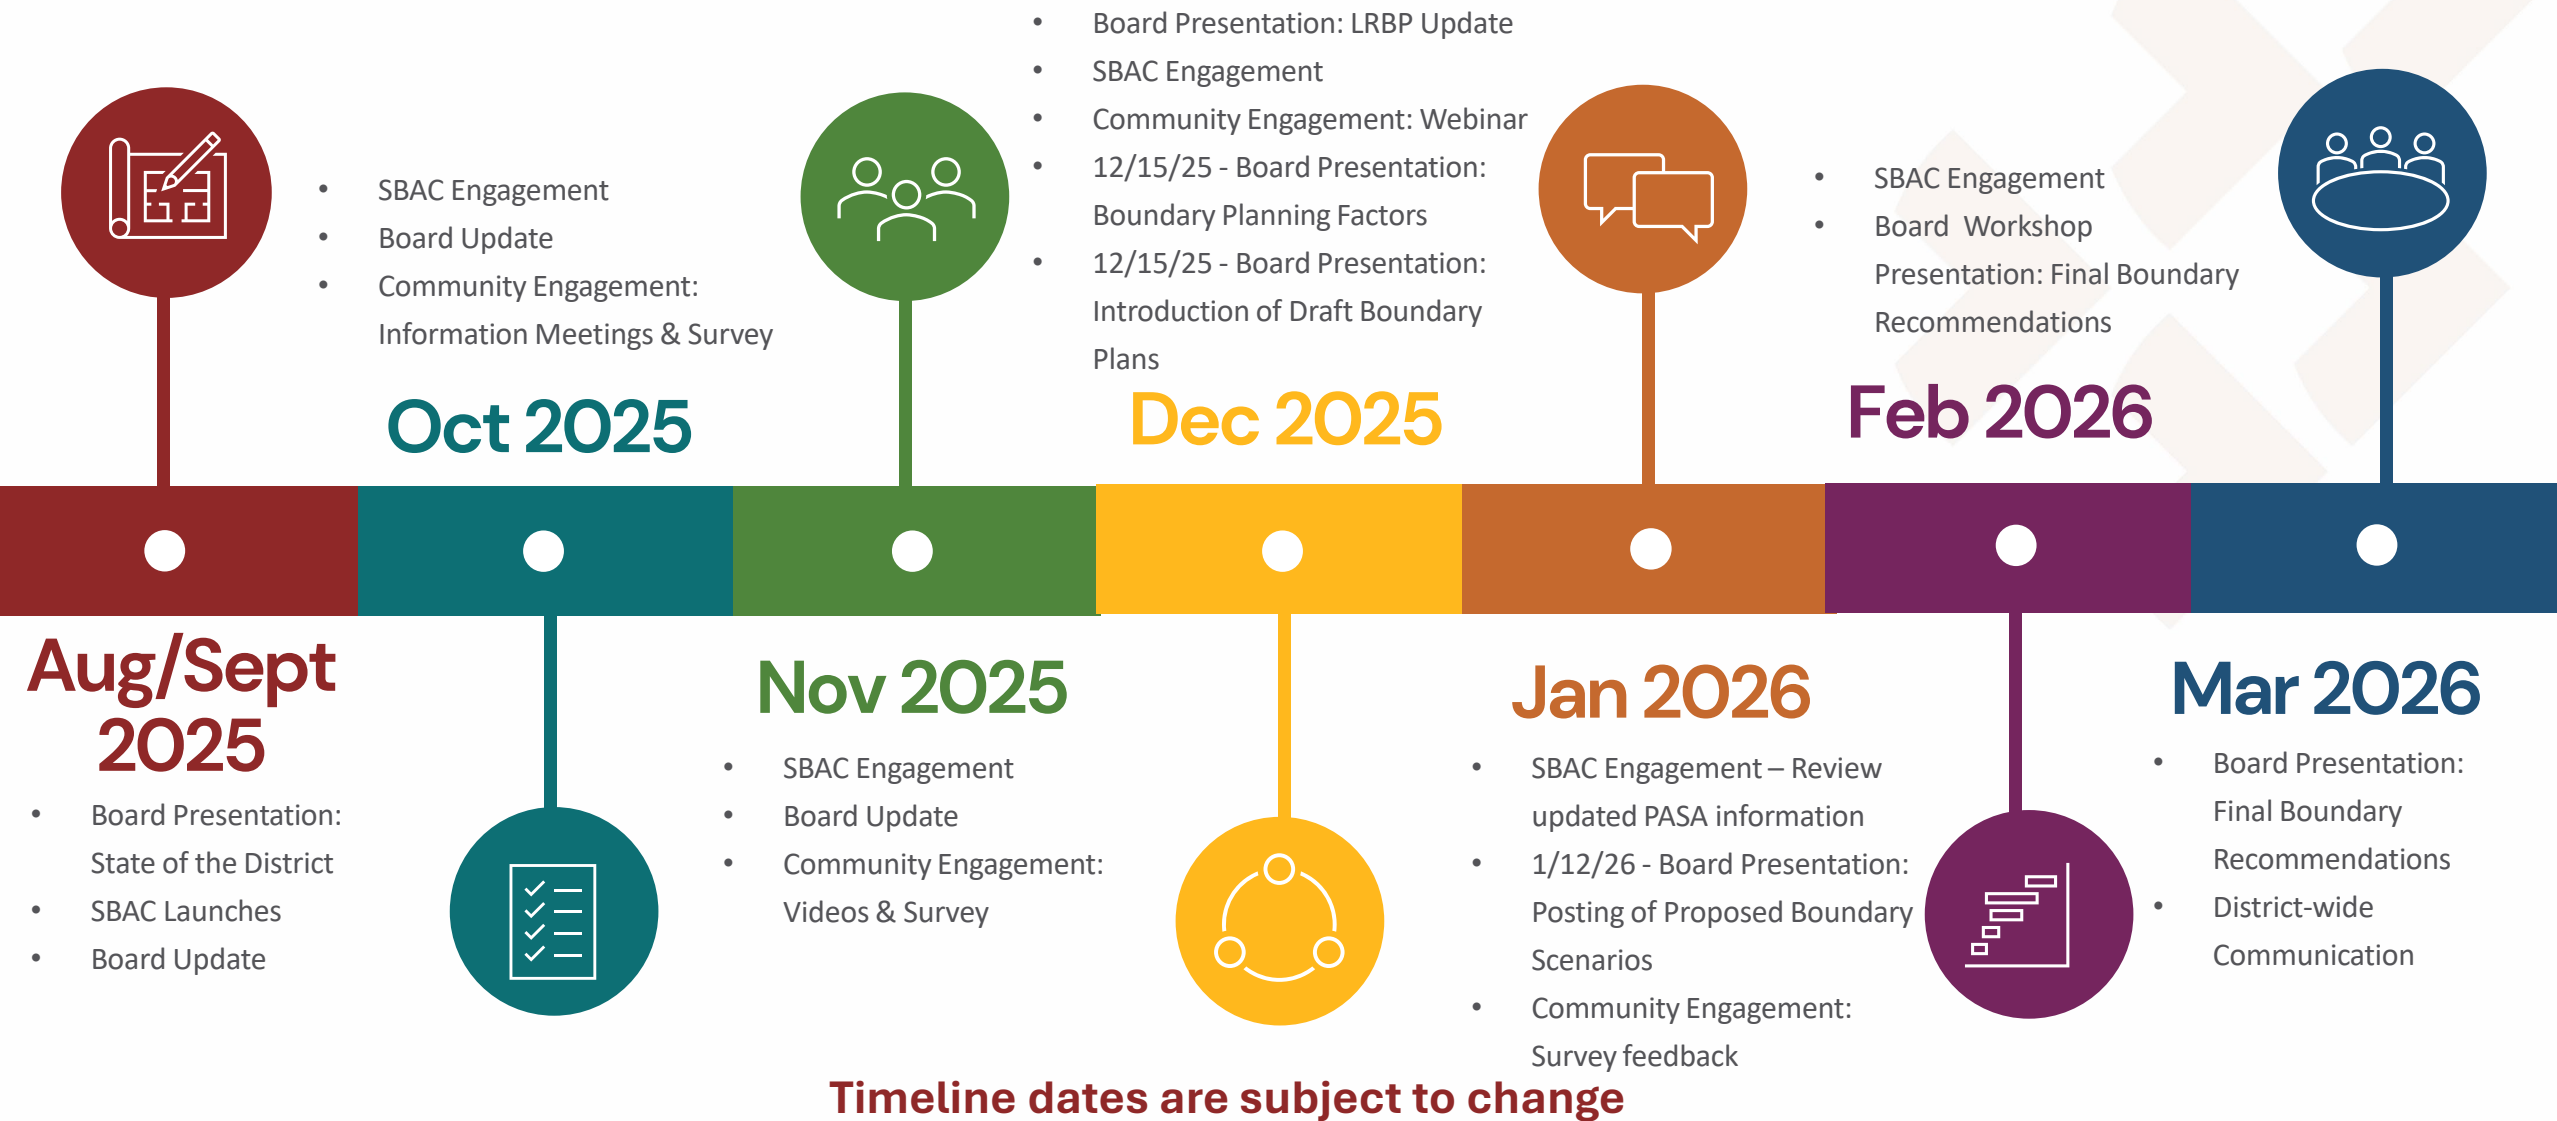 Aug/Sept
2025
• Board Presentation:
State of the District
• SBAC Launches
• Board Update
• SBAC Engagement
• Board Update
• Community Engagement:
Information Meetings & Survey
Oct 2025
Nov 2025
• SBAC Engagement
• Board Update
• Community Engagement:
Videos & Survey
• Board Presentation: LRBP Update
• SBAC Engagement
• Community Engagement: Webinar
• 12/15/25 - Board Presentation:
Boundary Planning Factors
• 12/15/25 - Board Presentation:
Introduction of Draft Boundary
Plans
Dec 2025
Jan 2026
• SBAC Engagement – Review
updated PASA information
• 1/12/26 - Board Presentation:
Posting of Proposed Boundary
Scenarios
• Community Engagement:
Survey feedback
• SBAC Engagement
• Board Workshop
Presentation: Final Boundary
Recommendations
Feb 2026
Mar 2026
• Board Presentation:
Final Boundary
Recommendations
• District-wide
Communication
Timeline dates are subject to change